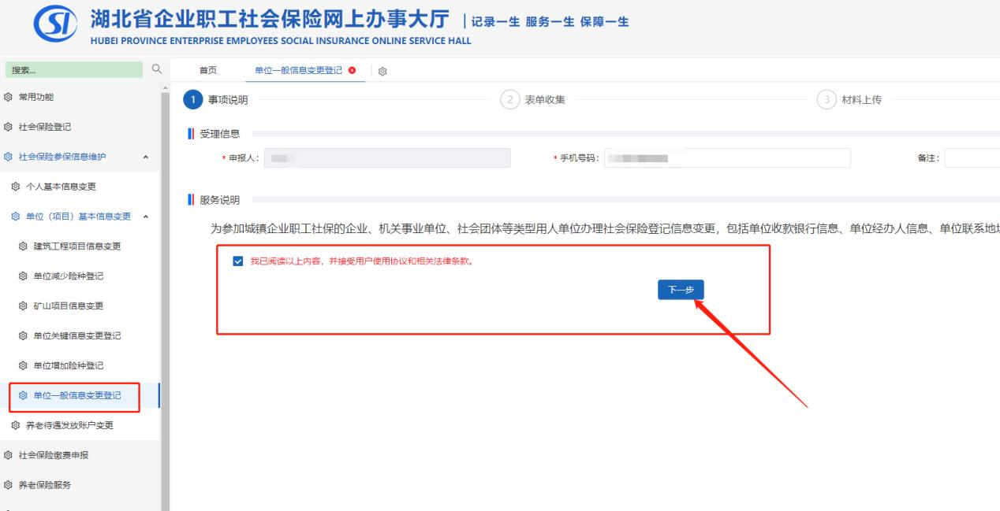 湖北省企业职工社会保险网上办事大厅 | 记录一生 服务一生 保障一生
HUBEI PROVINCE ENTERPRISE EMPLOYEES SOCIAL INSURANCE ONLINE SERVICE HALL
搜索...
首页 单位一般信息变更登记
常用功能
社会保险登记
社会保险参保信息维护
个人基本信息变更
单位（项目）基本信息变更
建筑工程项目信息变更
单位减少险种登记
矿山项目信息变更
单位关键信息变更登记
单位增加险种登记
单位一般信息变更登记
养老待遇发放账户变更
社会保险缴费申报
养老保险服务
1 事项说明 2 表单收集 3 材料上传
受理信息
* 申报人： * 手机号码： 备注：
服务说明
为参加城镇企业职工社保的企业、机关事业单位、社会团体等类型用人单位办理社会保险登记信息变更，包括单位收款银行信息、单位经办人信息、单位联系地
我已阅读以上内容，并接受用户使用协议和相关法律条款。
下一步